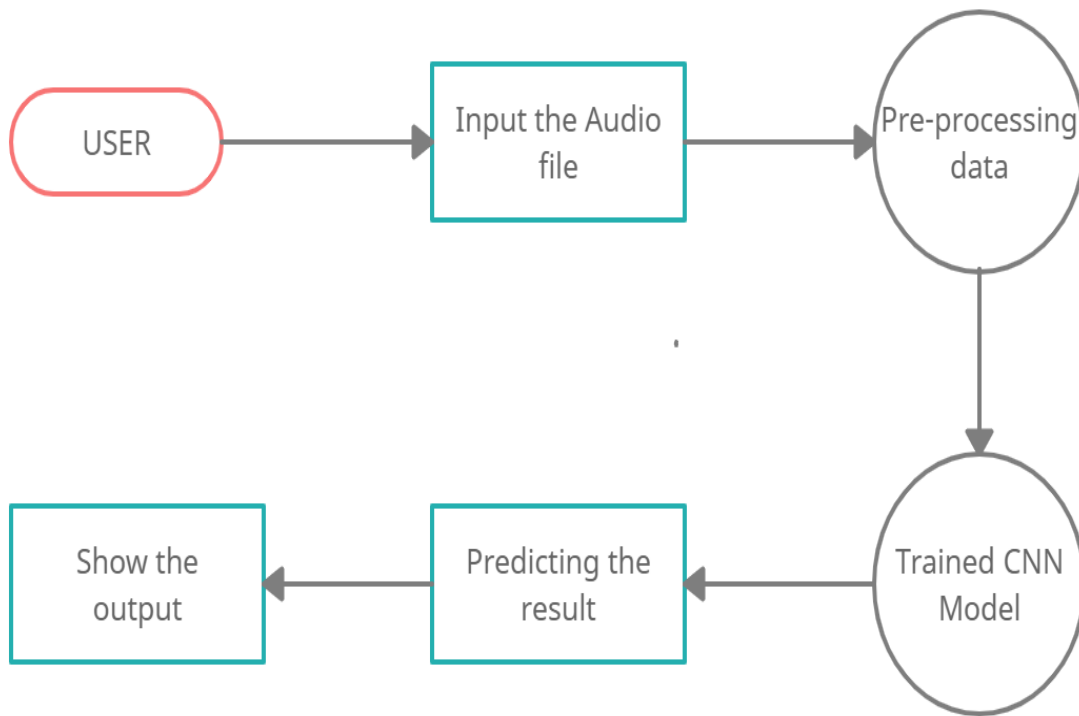 USER
Input the Audio
file
Pre-processing
data
Trained CNN
Model
Predicting the
result
Show the
output